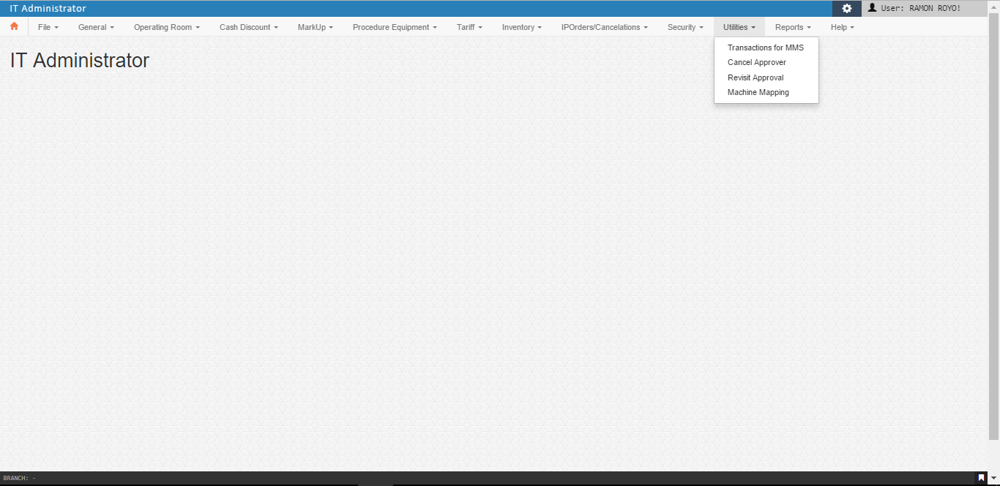 IT Administrator
User: RAMON ROYO!
File General Operating Room Cash Discount MarkUp Procedure Equipment Tariff Inventory IPOrders/Cancelations Security Utilities Reports Help
Transactions for MMS
Cancel Approver
Revisit Approval
Machine Mapping
IT Administrator
BRANCH: -